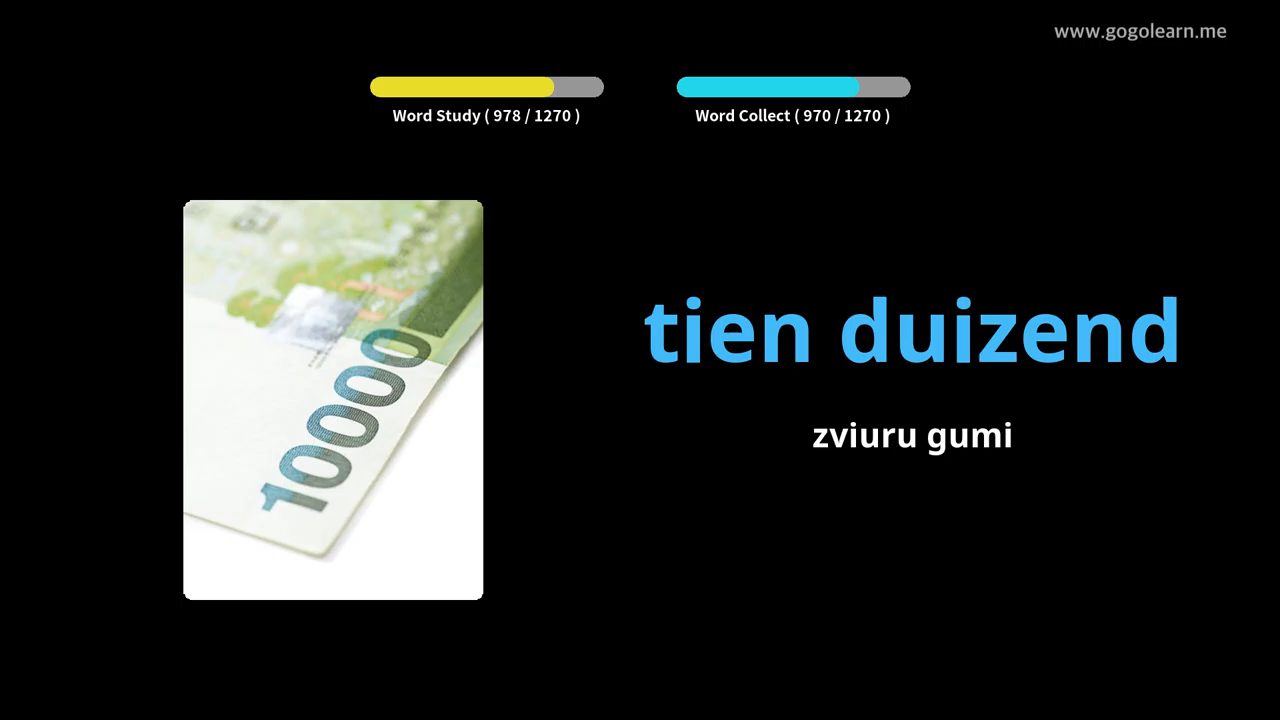 www.gogolearn.me
Word Study ( 978 / 1270 )
Word Collect ( 970 / 1270 )
10000
tien duizend
zviuru gumi